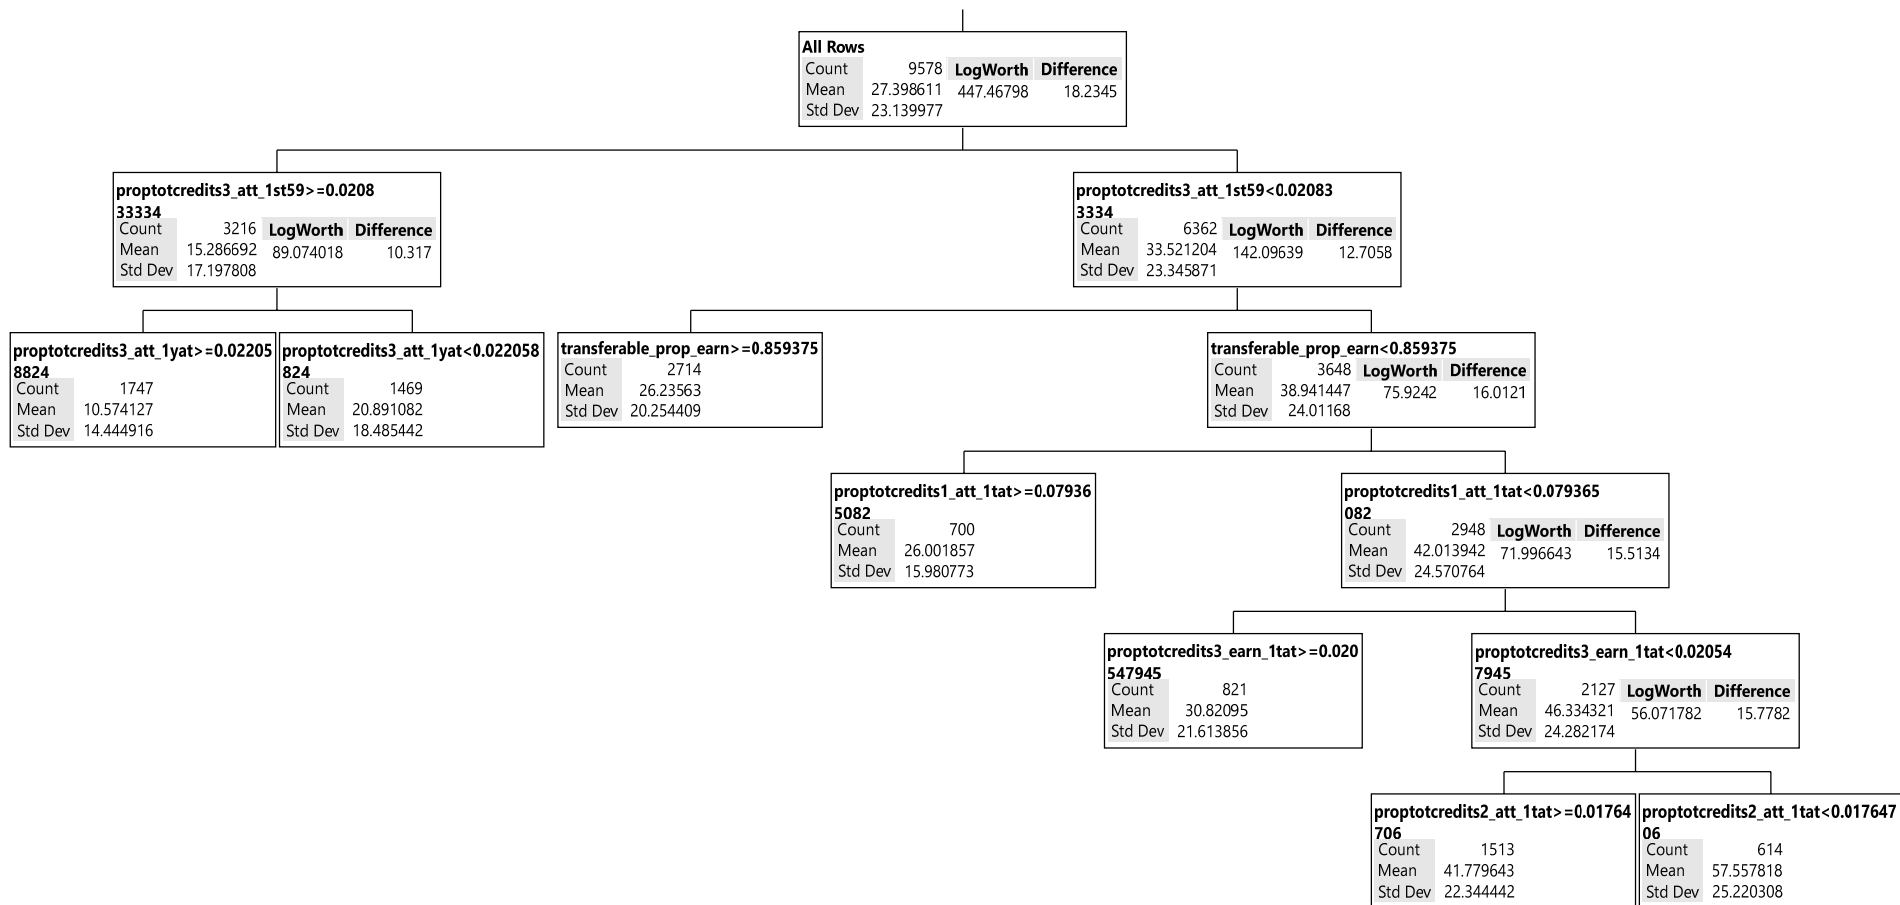 All Rows
Count 9578 LogWorth Difference
Mean 27.398611 447.46798 18.2345
Std Dev 23.139977
proptotcredits3_att_1st59>=0.0208
33334
Count 3216 LogWorth Difference
Mean 15.286692 89.074018 10.317
Std Dev 17.197808
proptotcredits3_att_1st59<0.02083
3334
Count 6362 LogWorth Difference
Mean 33.521204 142.09639 12.7058
Std Dev 23.345871
proptotcredits3_att_1yat>=0.02205
8824
Count 1747
Mean 10.574127
Std Dev 14.444916
proptotcredits3_att_1yat<0.022058
824
Count 1469
Mean 20.891082
Std Dev 18.485442
transferable_prop_earn>=0.859375
Count 2714
Mean 26.23563
Std Dev 20.254409
transferable_prop_earn<0.859375
Count 3648 LogWorth Difference
Mean 38.941447 75.9242 16.0121
Std Dev 24.01168
proptotcredits1_att_1tat>=0.07936
5082
Count 700
Mean 26.001857
Std Dev 15.980773
proptotcredits1_att_1tat<0.079365
082
Count 2948 LogWorth Difference
Mean 42.013942 71.996643 15.5134
Std Dev 24.570764
proptotcredits3_earn_1tat>=0.020
547945
Count 821
Mean 30.82095
Std Dev 21.613856
proptotcredits3_earn_1tat<0.02054
7945
Count 2127 LogWorth Difference
Mean 46.334321 56.071782 15.7782
Std Dev 24.282174
proptotcredits2_att_1tat>=0.01764
706
Count 1513
Mean 41.779643
Std Dev 22.344442
proptotcredits2_att_1tat<0.017647
06
Count 614
Mean 57.557818
Std Dev 25.220308